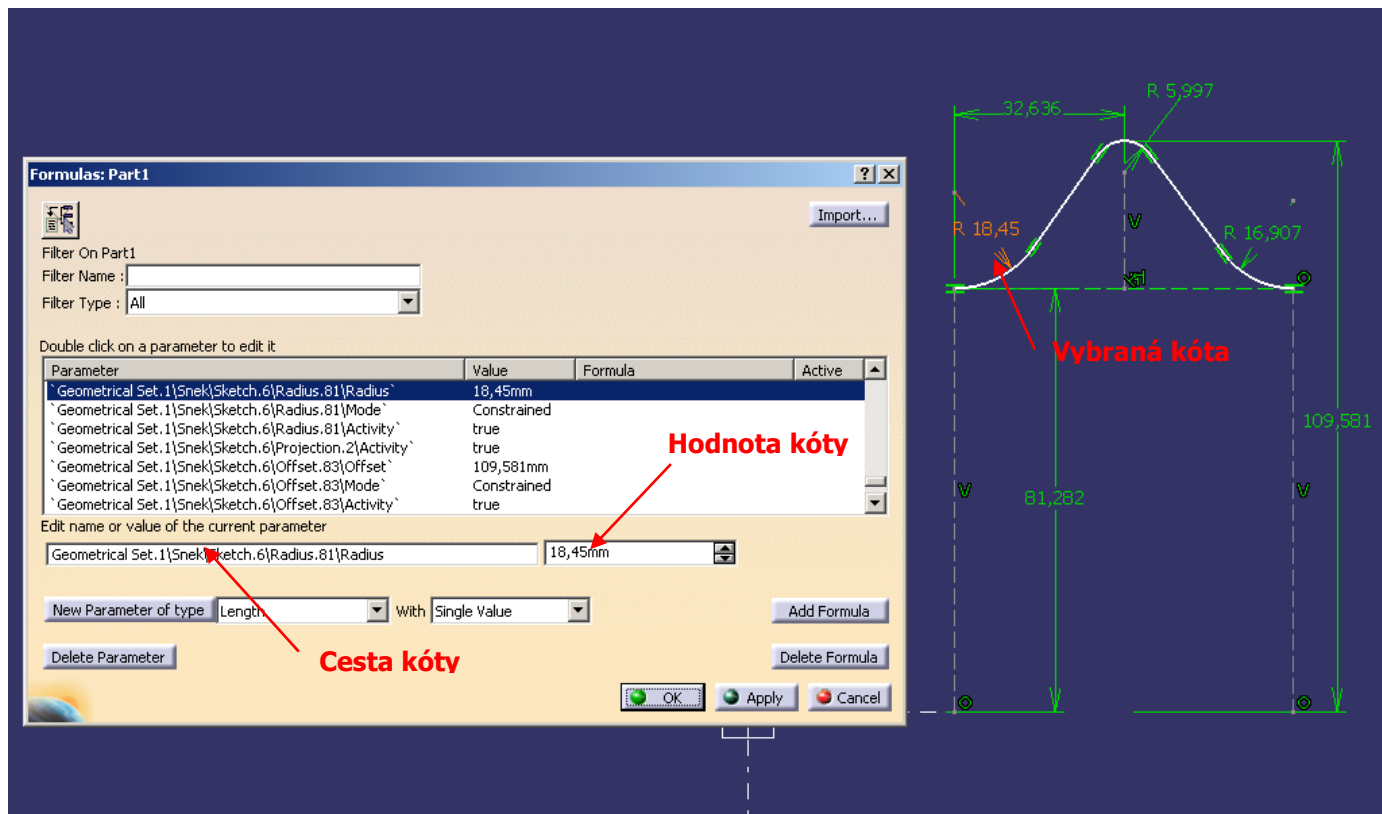 Formulas: Part1
Import...
Filter On Part1
Filter Name :
Filter Type : All
Double click on a parameter to edit it
Parameter Value Formula Active
`Geometrical Set.1\Snek\Sketch.6\Radius.81\Radius` 18,45mm
`Geometrical Set.1\Snek\Sketch.6\Radius.81\Mode` Constrained
`Geometrical Set.1\Snek\Sketch.6\Radius.81\Activity` true
`Geometrical Set.1\Snek\Sketch.6\Projection.2\Activity` true
`Geometrical Set.1\Snek\Sketch.6\Offset.83\Offset` 109,581mm
`Geometrical Set.1\Snek\Sketch.6\Offset.83\Mode` Constrained
`Geometrical Set.1\Snek\Sketch.6\Offset.83\Activity` true
Hodnota kóty
Edit name or value of the current parameter
Geometrical Set.1\Snek\Sketch.6\Radius.81\Radius 18,45mm
New Parameter of type Length With Single Value Add Formula
Delete Parameter Delete Formula
Cesta kóty
OK Apply Cancel
R 5,997
32,636
R 18,45
V
R 16,907
Vybraná kóta
109,581
V
81,282
V